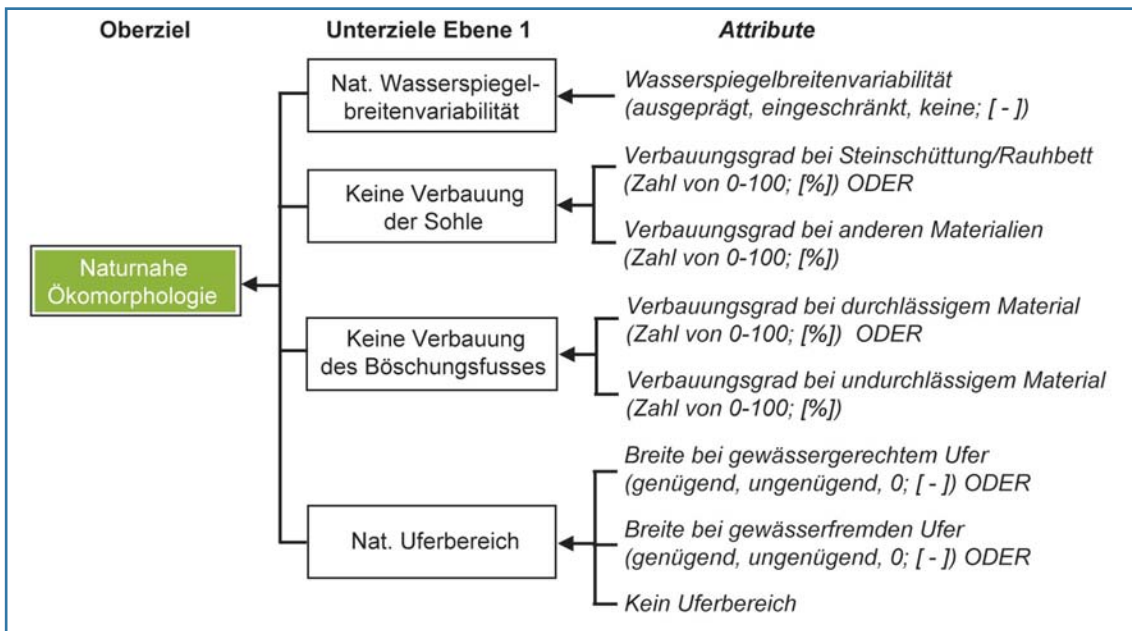 Oberziel
Unterziele Ebene 1
Attribute
Nat. Wasserspiegel-
breitenvariabilität
Wasserspiegelbreitenvariabilität
(ausgeprägt, eingeschränkt, keine; [ - ])
Keine Verbauung
der Sohle
Verbauungsgrad bei Steinschüttung/Rauhbett
(Zahl von 0-100; [%]) ODER
Verbauungsgrad bei anderen Materialien
(Zahl von 0-100; [%])
Naturnahe
Ökomorphologie
Keine Verbauung
des Böschungsfusses
Verbauungsgrad bei durchlässigem Material
(Zahl von 0-100; [%]) ODER
Verbauungsgrad bei undurchlässigem Material
(Zahl von 0-100; [%])
Nat. Uferbereich
Breite bei gewässergerechtem Ufer
(genügend, ungenügend, 0; [ - ]) ODER
Breite bei gewässerfremden Ufer
(genügend, ungenügend, 0; [ - ]) ODER
Kein Uferbereich